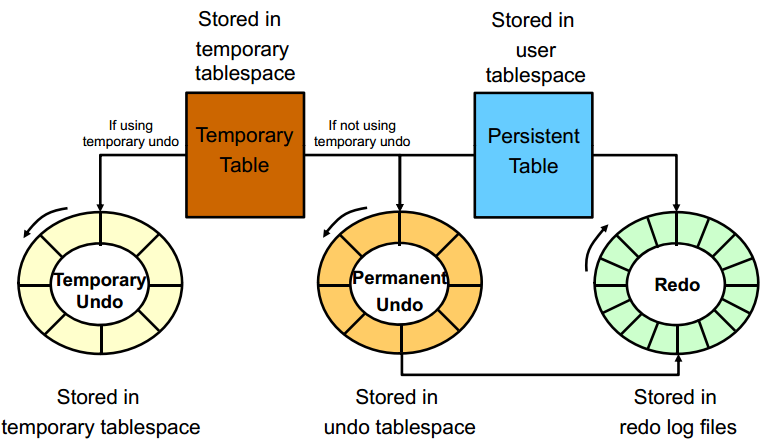 Stored in
temporary
tablespace
Stored in
user
tablespace
If using
temporary undo
Temporary
Table
If not using
temporary undo
Persistent
Table
Temporary
Undo
Permanent
Undo
Redo
Stored in
temporary tablespace
Stored in
undo tablespace
Stored in
redo log files